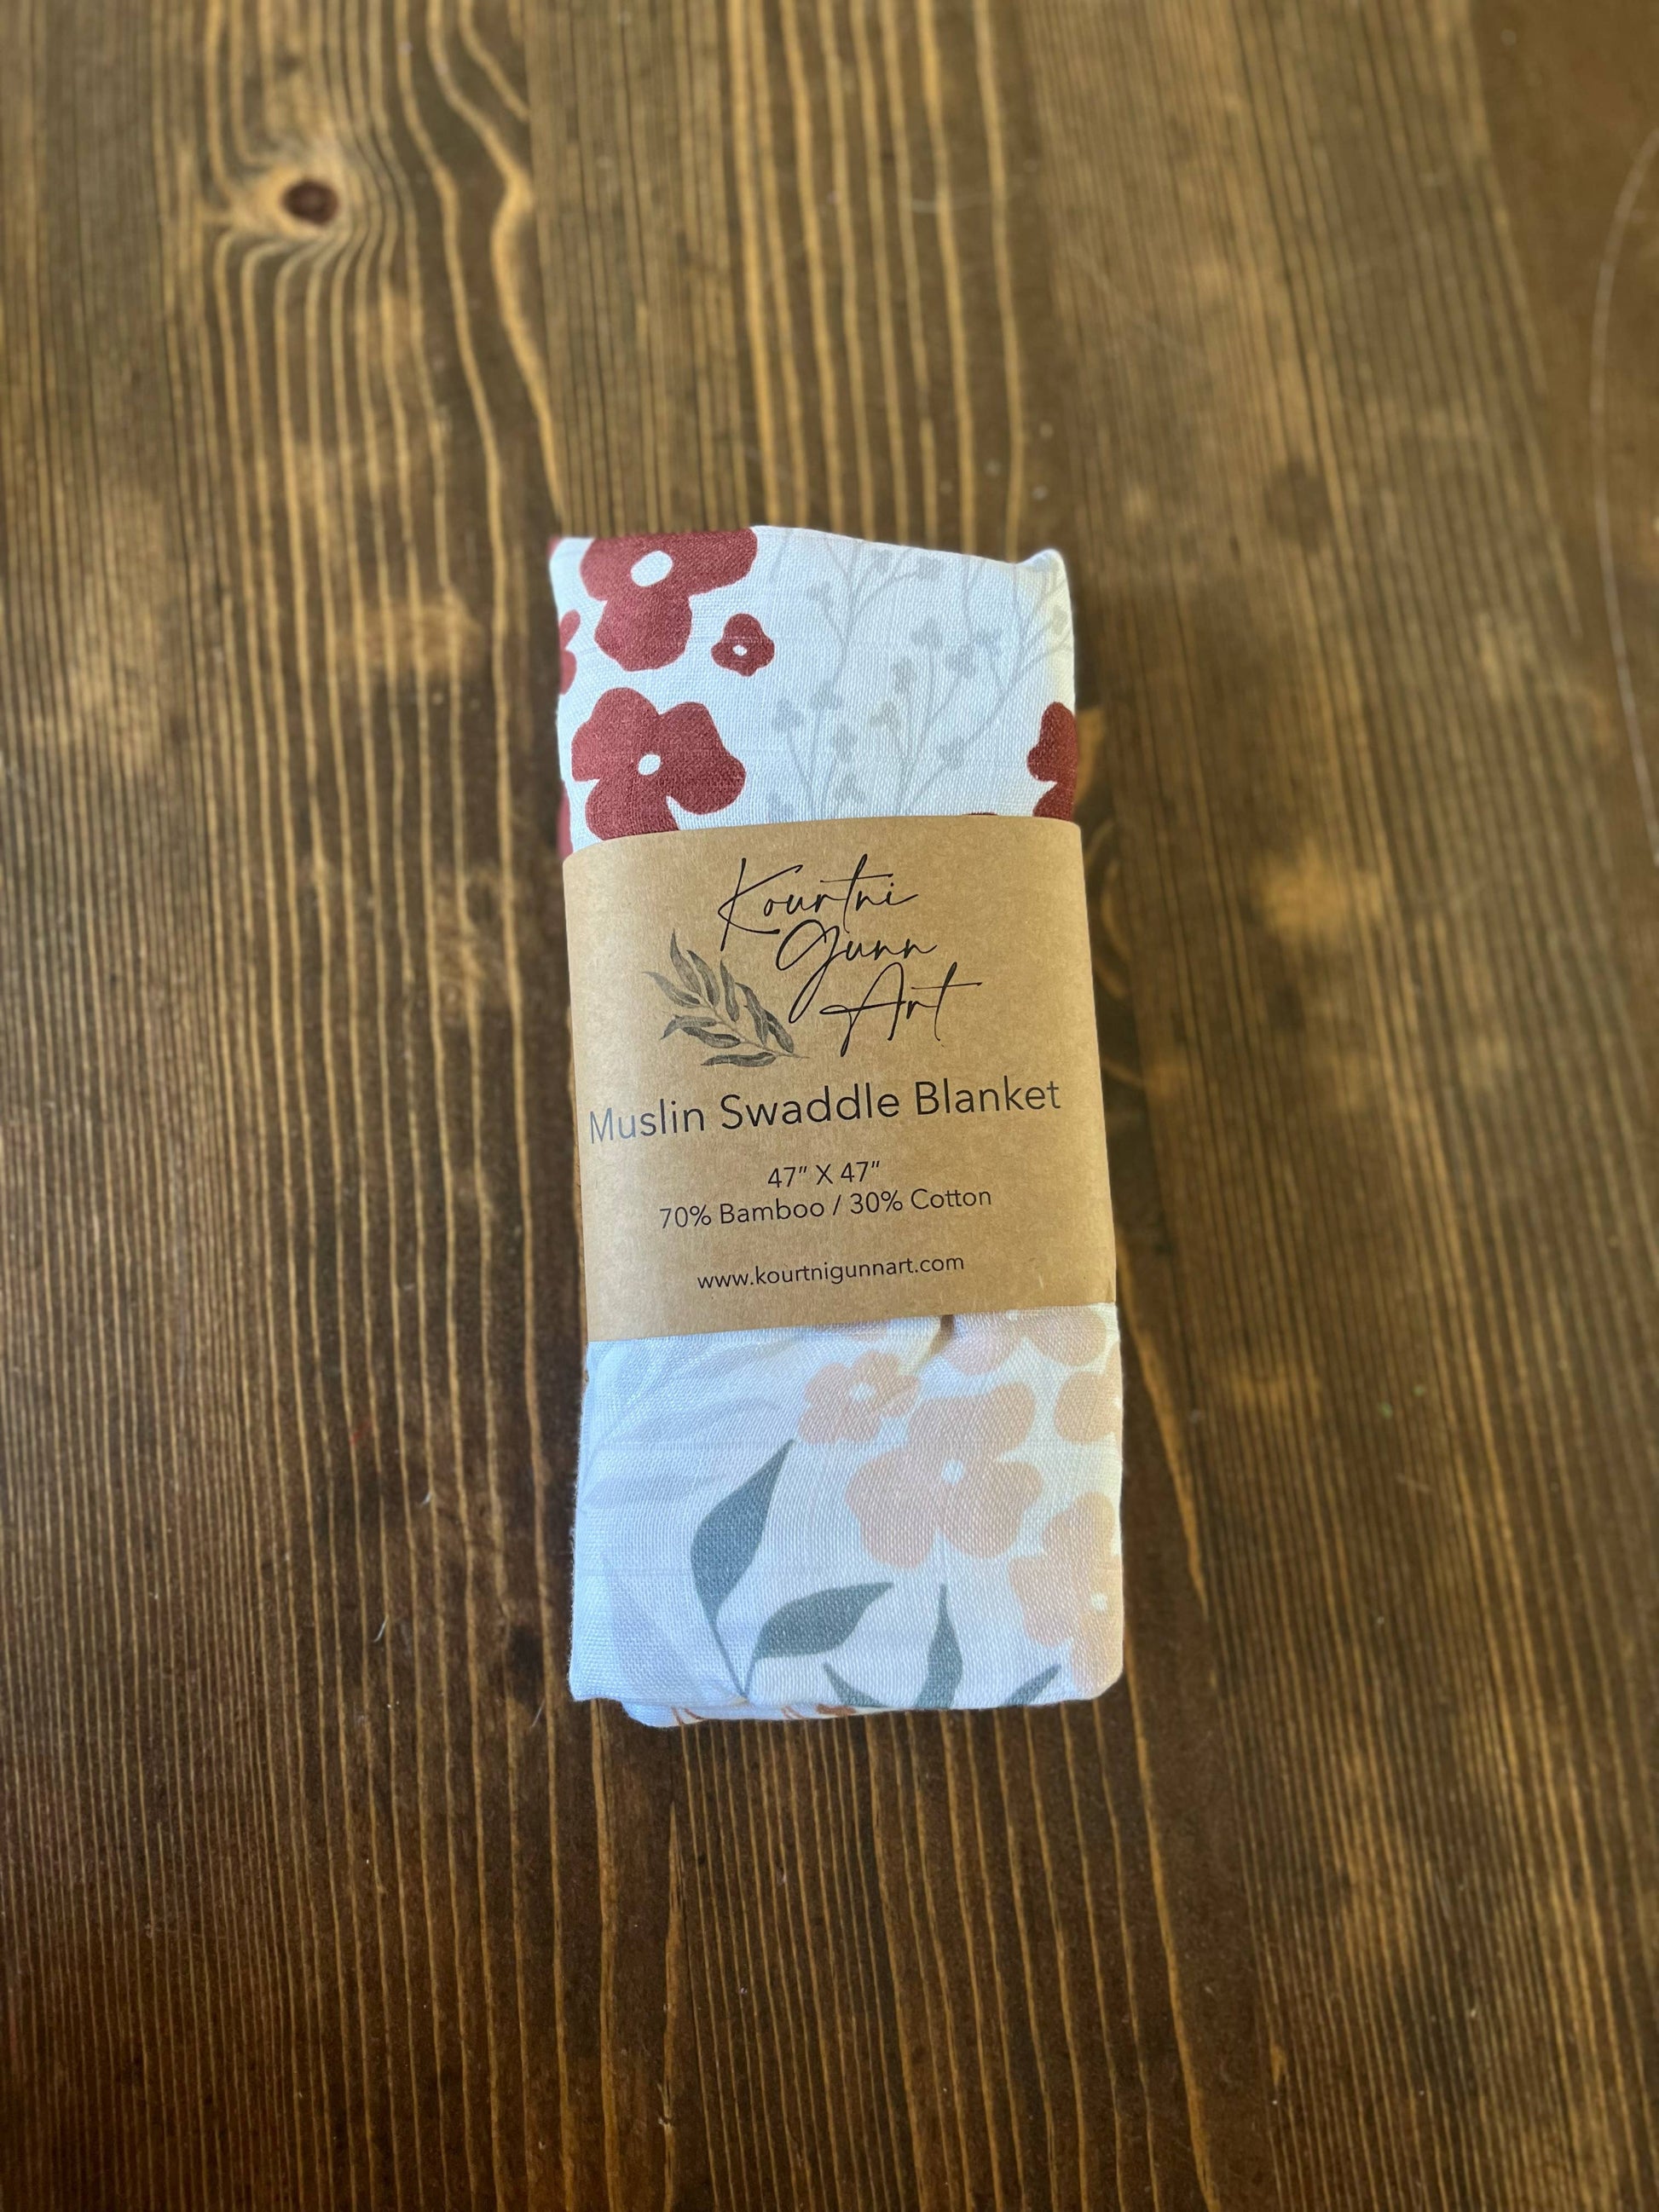 Kourtni
Gunn
Art
Muslin Swaddle Blanket
47" X 47"
70% Bamboo / 30% Cotton
www.kourtnigunnart.com